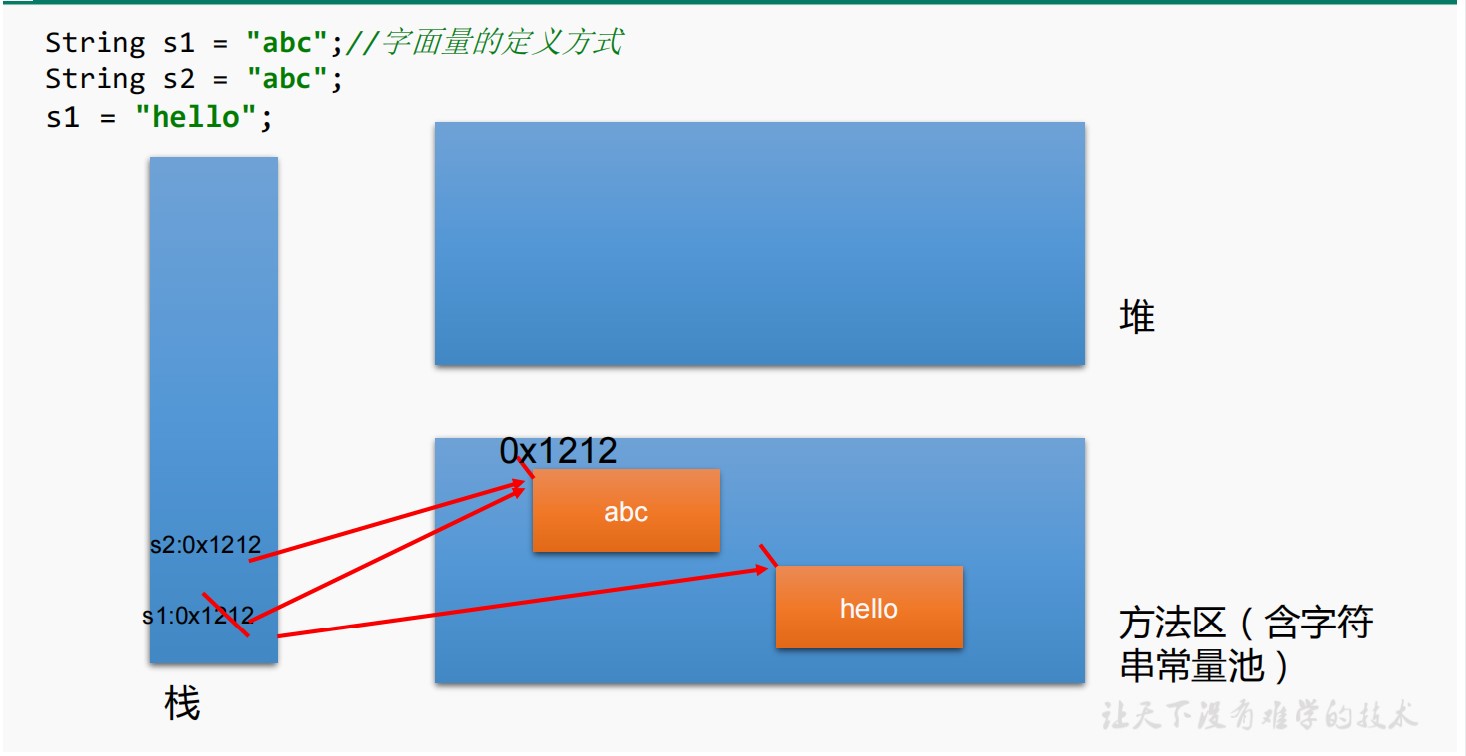 String s1 = "abc";//字面量的定义方式
String s2 = "abc";
s1 = "hello";
堆
0x1212
abc
s2:0x1212
hello
s1:0x1212
方法区（含字符
串常量池）
栈
让天下没有难学的技术